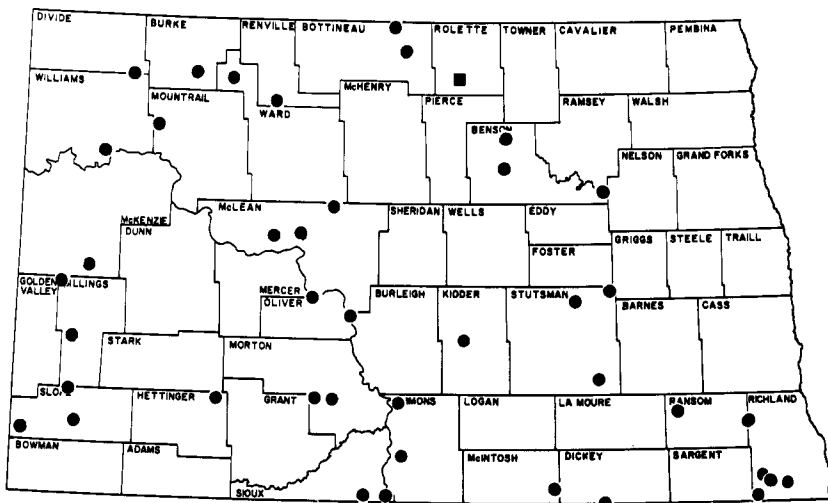 DIVIDE
BURKE
RENVILLE
BOTTINEAU
ROLETTE
TOWNER
CAVALIER
PEMBINA
WILLIAMS
MOUNTRAIL
WARD
McHENRY
PIERCE
RAMSEY
WALSH
BENSON
NELSON
GRAND FORKS
McKENZIE
DUNN
McLEAN
SHERIDAN
WELLS
EDDY
FOSTER
GRIGGS
STEELE
TRAILL
GOLDEN
VALLEY
ILLINGS
MERCER
OLIVER
BURLEIGH
KIDDER
STUTSMAN
BARNES
CASS
STARK
MORTON
SLOPE
HETTINGER
GRANT
MMONS
LOGAN
LA MOURE
RANSOM
RICHLAND
BOWMAN
ADAMS
SIOUX
McINTOSH
DICKEY
SARGENT